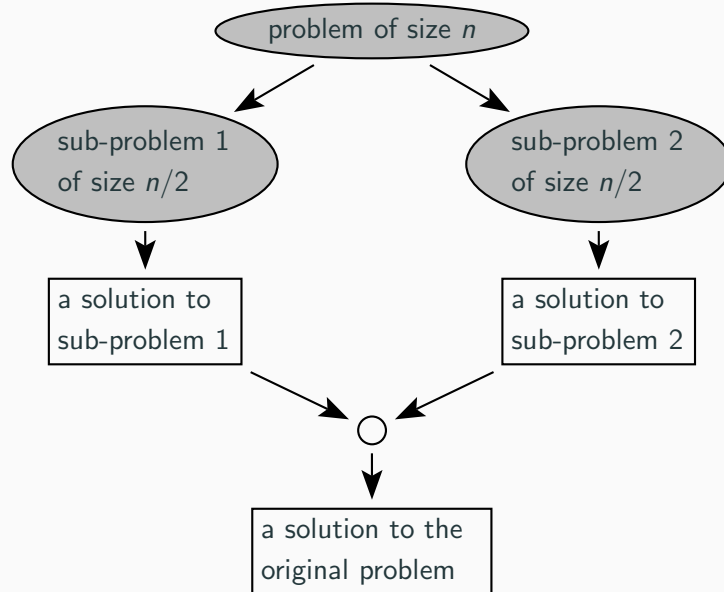 problem of size n
sub-problem 1
of size n/2
sub-problem 2
of size n/2
a solution to
sub-problem 1
a solution to
sub-problem 2
a solution to the
original problem